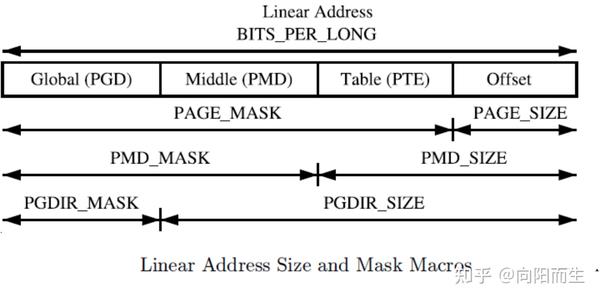 Linear Address
BITS_PER_LONG
Global (PGD) Middle (PMD) Table (PTE) Offset
PAGE_MASK PAGE_SIZE
PMD_MASK PMD_SIZE
PGDIR_MASK PGDIR_SIZE
Linear Address Size and Mask Macros
知乎 @向阳而生